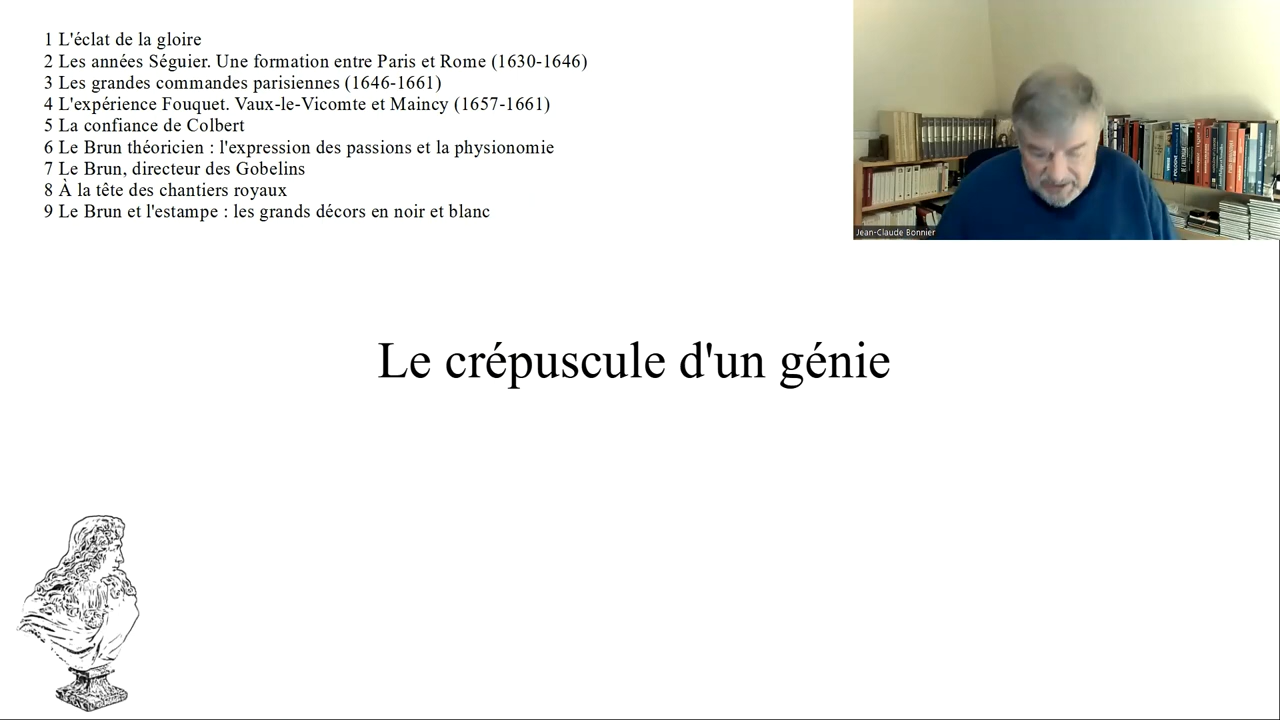 1 L'éclat de la gloire
2 Les années Séguier. Une formation entre Paris et Rome (1630-1646)
3 Les grandes commandes parisiennes (1646-1661)
4 L'expérience Fouquet. Vaux-le-Vicomte et Maincy (1657-1661)
5 La confiance de Colbert
6 Le Brun théoricien : l'expression des passions et la physionomie
7 Le Brun, directeur des Gobelins
8 À la tête des chantiers royaux
9 Le Brun et l'estampe : les grands décors en noir et blanc
Jean-Claude Bonnier
Le crépuscule d'un génie